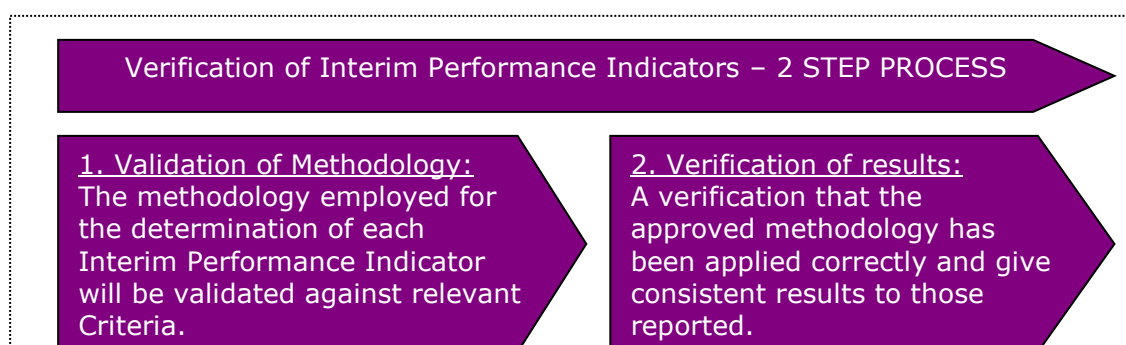 Verification of Interim Performance Indicators – 2 STEP PROCESS
1. Validation of Methodology:
The methodology employed for
the determination of each
Interim Performance Indicator
will be validated against relevant
Criteria.
2. Verification of results:
A verification that the
approved methodology has
been applied correctly and give
consistent results to those
reported.